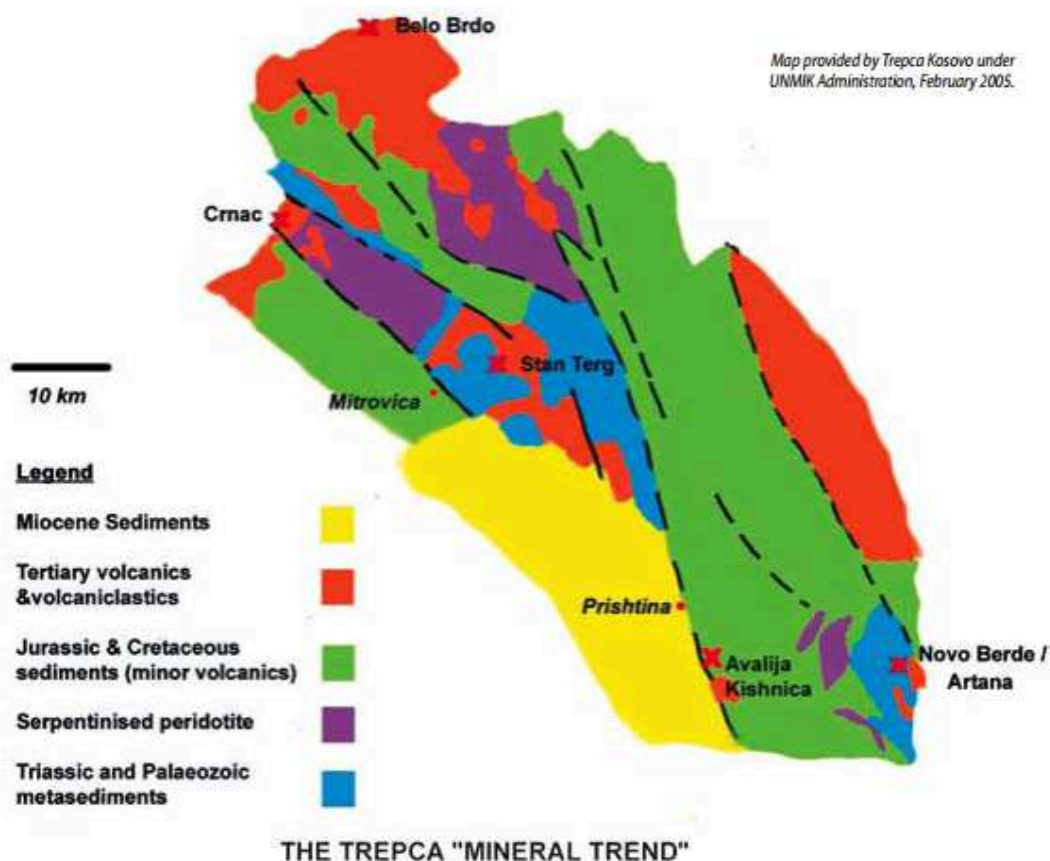 Belo Brdo
Map provided by Trepca Kosovo under
UNMIK Administration, February 2005.
Crnac
Stan Terg
10 km
Mitrovica
Legend
Miocene Sediments
Tertiary volcanics
&volcaniclastics
Prishtina
Jurassic & Cretaceous
sediments (minor volcanics)
Avalija
Kishnica
Novo Berde /
Artana
Serpentinised peridotite
Triassic and Palaeozoic
metasediments
THE TREPCA "MINERAL TREND"